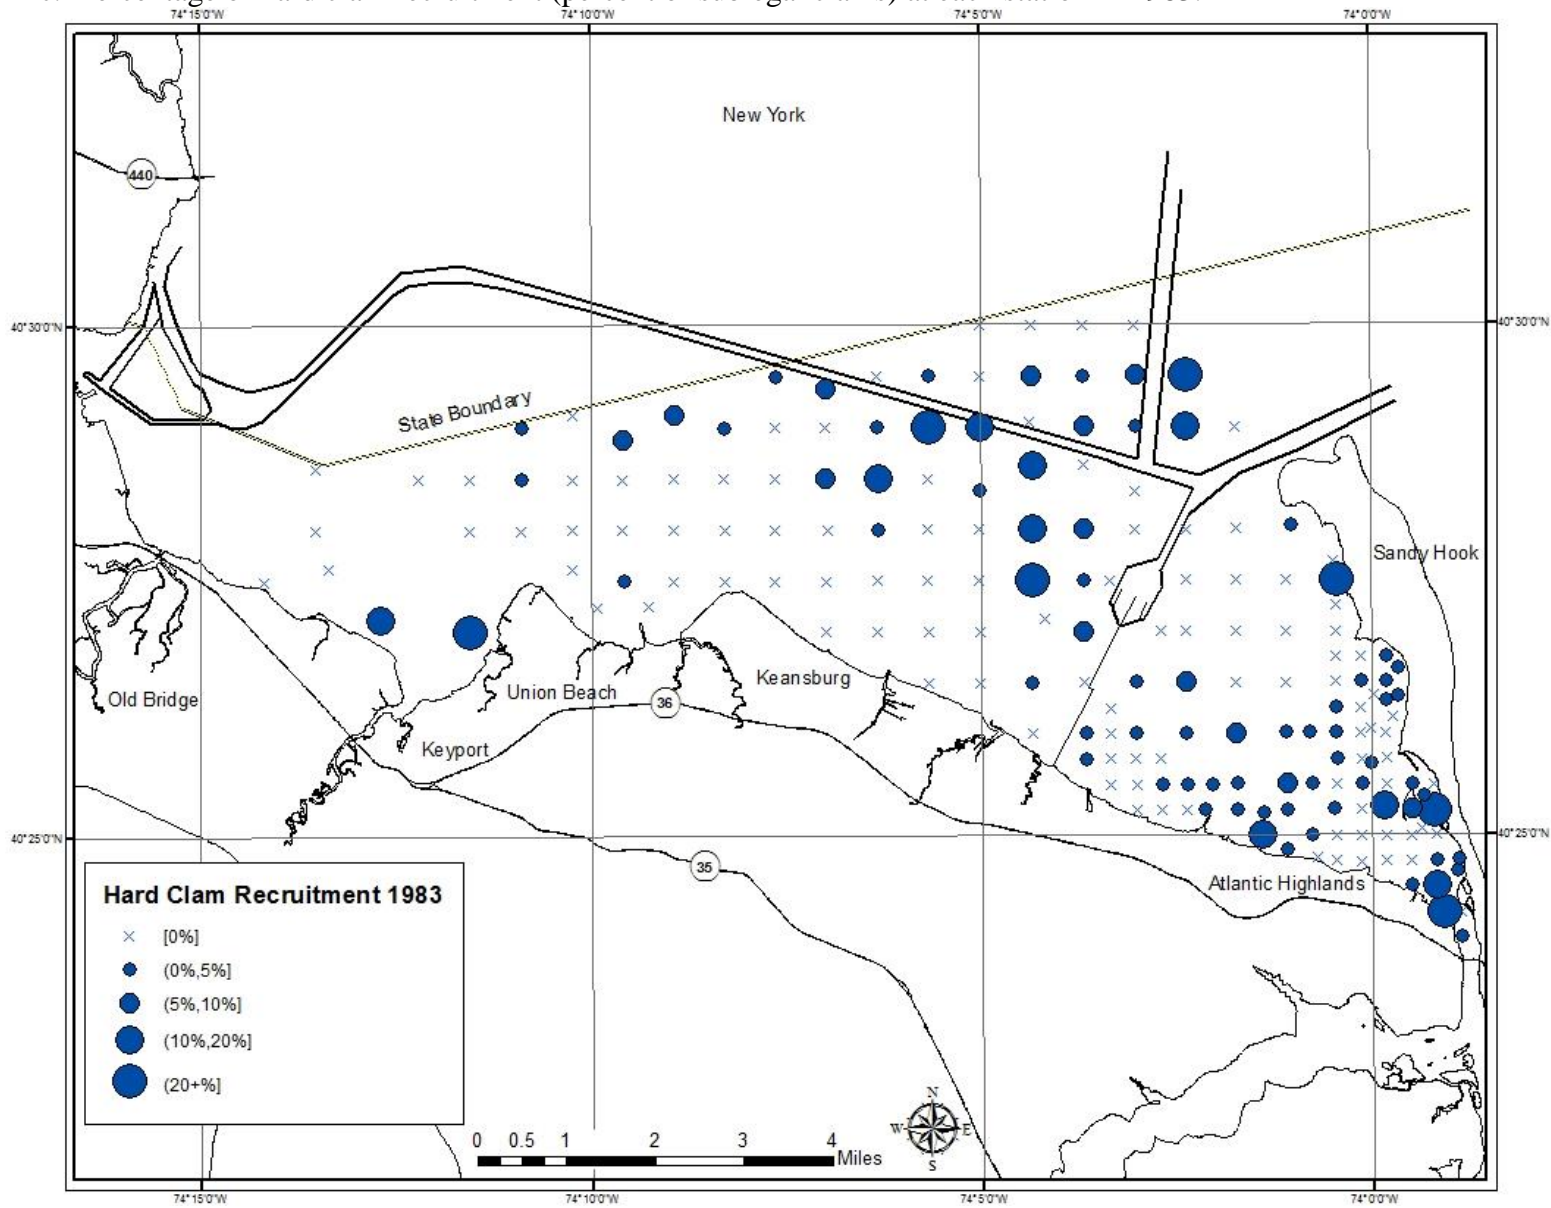 74°15'0"W 74°10'0"W 74°5'0"W 74°0'0"W
New York
440
40°30'0"N 40°30'0"N
State Boundary
Sandy Hook
Old Bridge
Union Beach
Keansburg
36
Keyport
40°25'0"N 40°25'0"N
35
Atlantic Highlands
Hard Clam Recruitment 1983
[0%]
(0%,5%]
(5%,10%]
(10%,20%]
(20+%]
N
W E
S
0 0.5 1 2 3 4
Miles
74°15'0"W 74°10'0"W 74°5'0"W 74°0'0"W